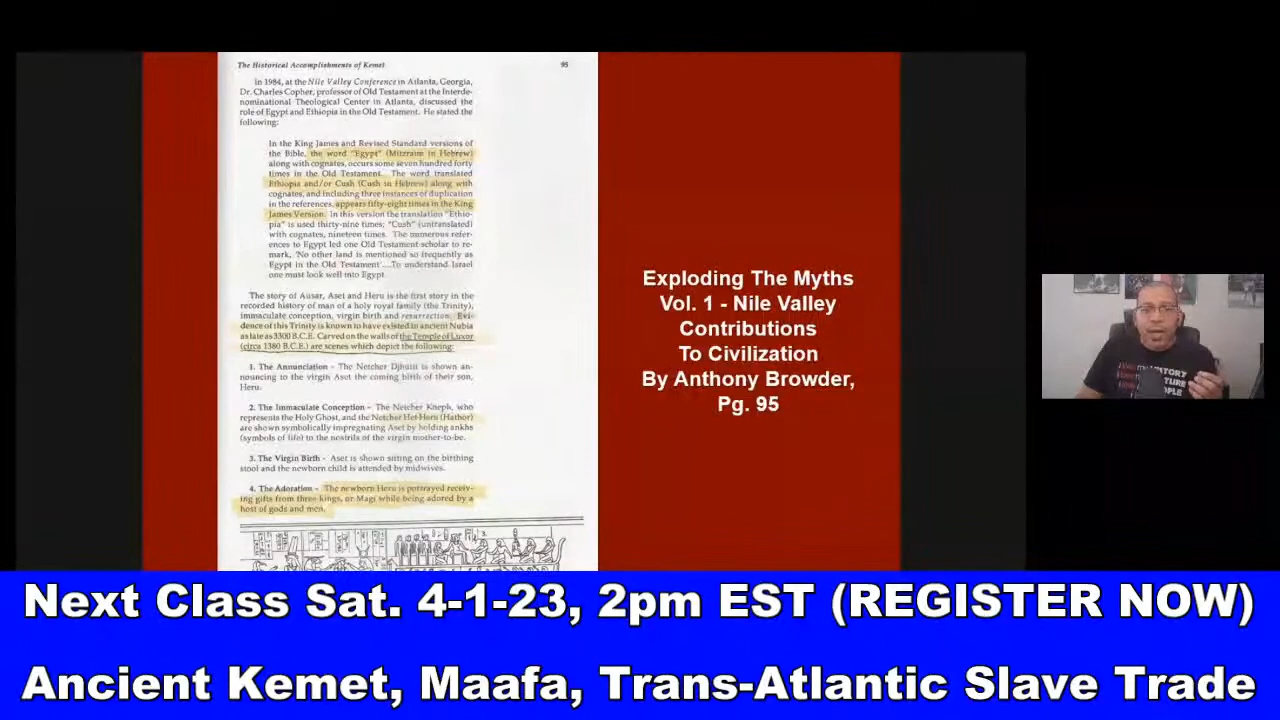 The Historical Accomplishments of Kemet 95
In 1984, at the Nile Valley Conference in Atlanta, Georgia,
Dr. Charles Copher, professor of Old Testament at the Interde-
nominational Theological Center in Atlanta, discussed the
role of Egypt and Ethiopia in the Old Testament. He stated the
following:
In the King James and Revised Standard versions of
the Bible, the word "Egypt" (Mitzraim in Hebrew)
along with cognates, occurs some seven hundred forty
times in the Old Testament. The word translated
Ethiopia and/or Cush (Cush in Hebrew) along with
cognates, and including three instances of duplication
in the references, appears fifty-eight times in the King
James Version. In this version the translation "Ethio-
pia" is used thirty-nine times; "Cush" (untranslated)
with cognates, nineteen times. The numerous refer-
ences to Egypt led one Old Testament scholar to re-
mark, 'No other land is mentioned so frequently as
Egypt in the Old Testament ....To understand Israel
one must look well into Egypt.
The story of Ausar, Aset and Heru is the first story in the
recorded history of man of a holy royal family (the Trinity),
immaculate conception, virgin birth and resurrection. Evi-
dence of this Trinity is known to have existed in ancient Nubia
as late as 3300 B.C.E. Carved on the walls of the Temple of Luxor
(circa 1380 B.C.E.) are scenes which depict the following:
1. The Annunciation - The Netcher Djhuiti is shown an-
nouncing to the virgin Aset the coming birth of their son,
Heru.
2. The Immaculate Conception - The Netcher Kneph, who
represents the Holy Ghost, and the Netcher Het-Heru (Hathor)
are shown symbolically impregnating Aset by holding ankhs
(symbols of life) to the nostrils of the virgin mother-to-be.
3. The Virgin Birth - Aset is shown sitting on the birthing
stool and the newborn child is attended by midwives.
4. The Adoration - The newborn Heru is portrayed receiv-
ing gifts from three kings, or Magi while being adored by a
host of gods and men.
Exploding The Myths
Vol. 1 - Nile Valley
Contributions
To Civilization
By Anthony Browder,
Pg. 95
Next Class Sat. 4-1-23, 2pm EST (REGISTER NOW)
Ancient Kemet, Maafa, Trans-Atlantic Slave Trade